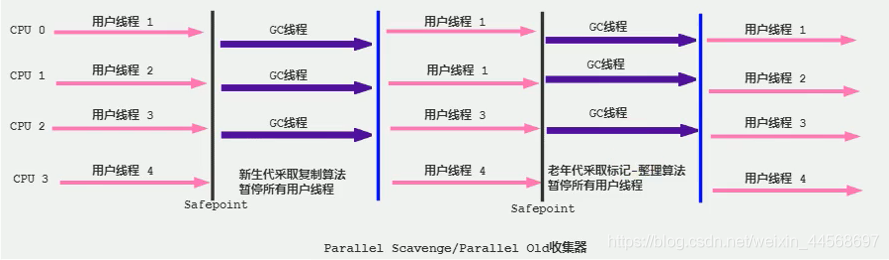 CPU 0
用户线程 1
GC线程
用户线程 1
GC线程
用户线程 1
CPU 1
用户线程 2
GC线程
用户线程 1
GC线程
用户线程 2
CPU 2
用户线程 3
GC线程
用户线程 3
GC线程
用户线程 3
CPU 3
用户线程 4
新生代采取复制算法
暂停所有用户线程
用户线程 4
老年代采取标记-整理算法
暂停所有用户线程
用户线程 4
Safepoint
Safepoint
Parallel Scavenge/Parallel Old收集器
https://blog.csdn.net/weixin_44568697